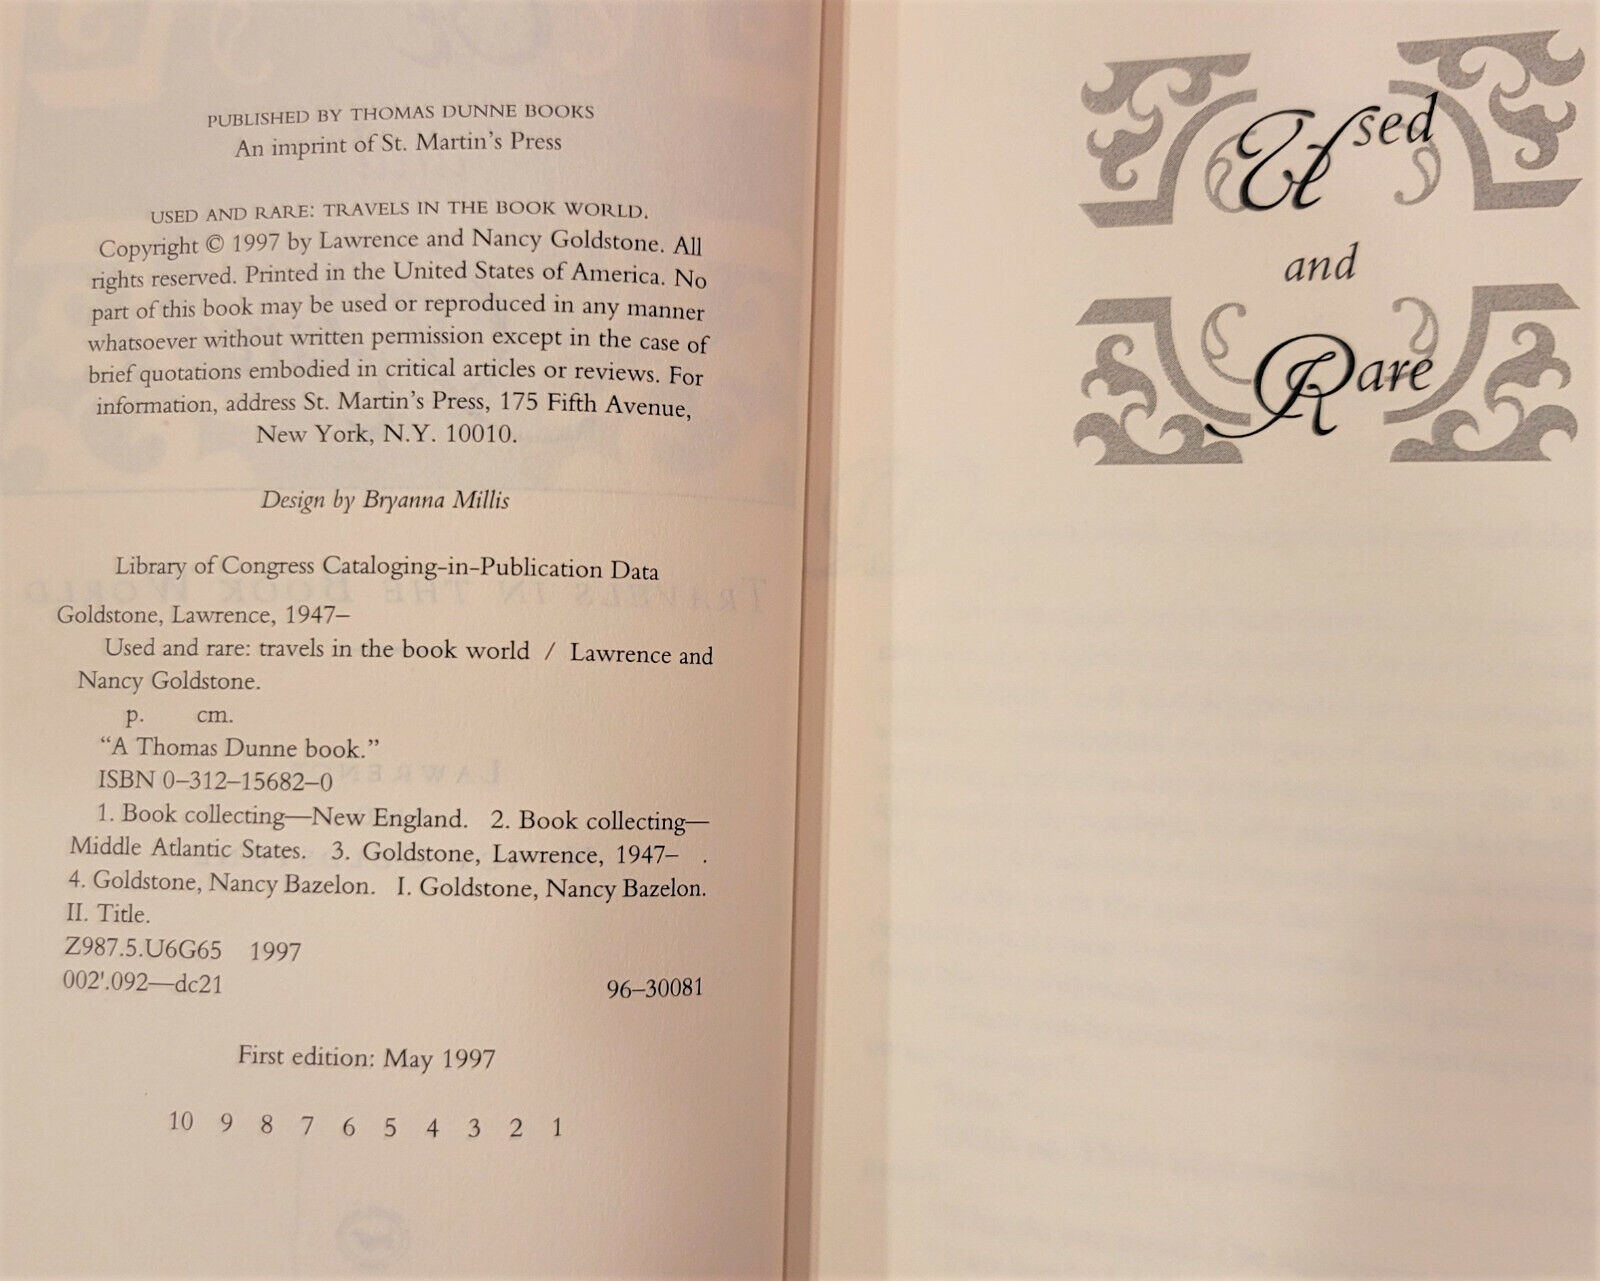 PUBLISHED BY THOMAS DUNNE BOOKS
An imprint of St. Martin's Press
USED AND RARE: TRAVELS IN THE BOOK WORLD.
Copyright © 1997 by Lawrence and Nancy Goldstone. All
rights reserved. Printed in the United States of America. No
part of this book may be used or reproduced in any manner
whatsoever without written permission except in the case of
brief quotations embodied in critical articles or reviews. For
information, address St. Martin's Press, 175 Fifth Avenue,
New York, N.Y. 10010.
Design by Bryanna Millis
Library of Congress Cataloging-in-Publication Data
Goldstone, Lawrence, 1947–
Used and rare: travels in the book world / Lawrence and
Nancy Goldstone.
p. cm.
"A Thomas Dunne book."
ISBN 0–312–15682–0
1. Book collecting—New England. 2. Book collecting—
Middle Atlantic States. 3. Goldstone, Lawrence, 1947– .
4. Goldstone, Nancy Bazelon. I. Goldstone, Nancy Bazelon.
II. Title.
Z987.5.U6G65 1997
002'.092—dc21 96–30081
First edition: May 1997
10 9 8 7 6 5 4 3 2 1
Used
and
Rare